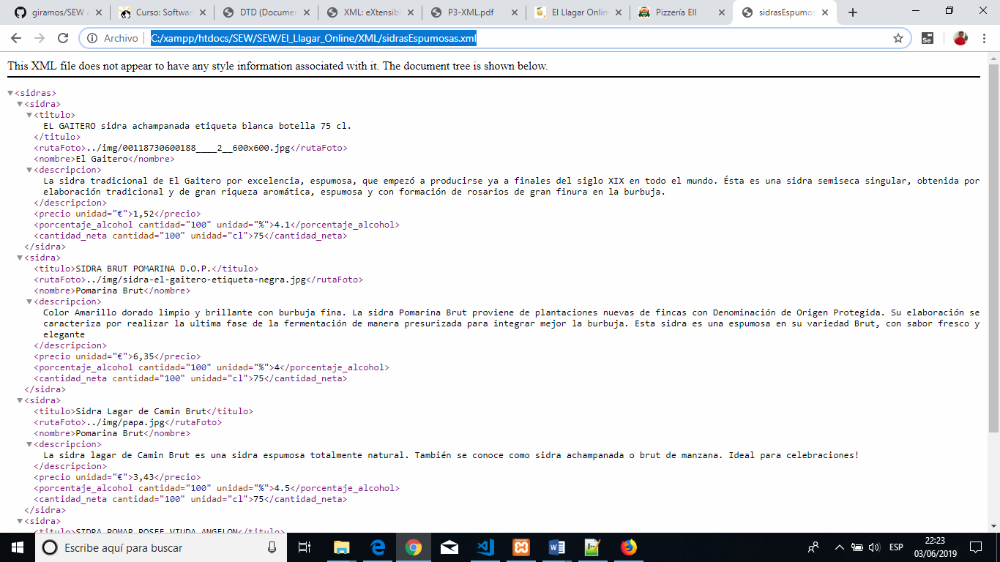 giramos/SEW a
Curso: Softwar
DTD (Documen
XML: eXtensibl
P3-XML.pdf
El Llagar Onlin
Pizzería EII
sidrasEspumos
Archivo
C:/xampp/htdocs/SEW/SEW/El_Llagar_Online/XML/sidrasEspumosas.xml
Se
This XML file does not appear to have any style information associated with it. The document tree is shown below.
<sidras>
<sidra>
<titulo>
EL GAITERO sidra achampanada etiqueta blanca botella 75 cl.
</titulo>
<rutaFoto>../img/00118730600188____2__600x600.jpg</rutaFoto>
<nombre>El Gaitero</nombre>
<descripcion>
La sidra tradicional de El Gaitero por excelencia, espumosa, que empezó a producirse ya a finales del siglo XIX en todo el mundo. Ésta es una sidra semiseca singular, obtenida por
elaboración tradicional y de gran riqueza aromática, espumosa y con formación de rosarios de gran finura en la burbuja.
</descripcion>
<precio unidad="€">1,52</precio>
<porcentaje_alcohol cantidad="100" unidad="%">4.1</porcentaje_alcohol>
<cantidad_neta cantidad="100" unidad="cl">75</cantidad_neta>
</sidra>
<sidra>
<titulo>SIDRA BRUT POMARINA D.O.P.</titulo>
<rutaFoto>../img/sidra-el-gaitero-etiqueta-negra.jpg</rutaFoto>
<nombre>Pomarina Brut</nombre>
<descripcion>
Color Amarillo dorado limpio y brillante con burbuja fina. La sidra Pomarina Brut proviene de plantaciones nuevas de fincas con Denominación de Origen Protegida. Su elaboración se
caracteriza por realizar la ultima fase de la fermentación de manera presurizada para integrar mejor la burbuja. Esta sidra es una espumosa en su variedad Brut, con sabor fresco y
elegante
</descripcion>
<precio unidad="€">6,35</precio>
<porcentaje_alcohol cantidad="100" unidad="%">4</porcentaje_alcohol>
<cantidad_neta cantidad="100" unidad="cl">75</cantidad_neta>
</sidra>
<sidra>
<titulo>Sidra Lagar de Camin Brut</titulo>
<rutaFoto>../img/papa.jpg</rutaFoto>
<nombre>Pomarina Brut</nombre>
<descripcion>
La sidra lagar de Camin Brut es una sidra espumosa totalmente natural. También se conoce como sidra achampanada o brut de manzana. Ideal para celebraciones!
</descripcion>
<precio unidad="€">3,43</precio>
<porcentaje_alcohol cantidad="100" unidad="%">4.5</porcentaje_alcohol>
<cantidad_neta cantidad="100" unidad="cl">75</cantidad_neta>
</sidra>
<sidra>
<titulo>SIDRA POMAR ROSEE VIUDA ANGELON</titulo>
Escribe aquí para buscar
ESP
22:23
03/06/2019